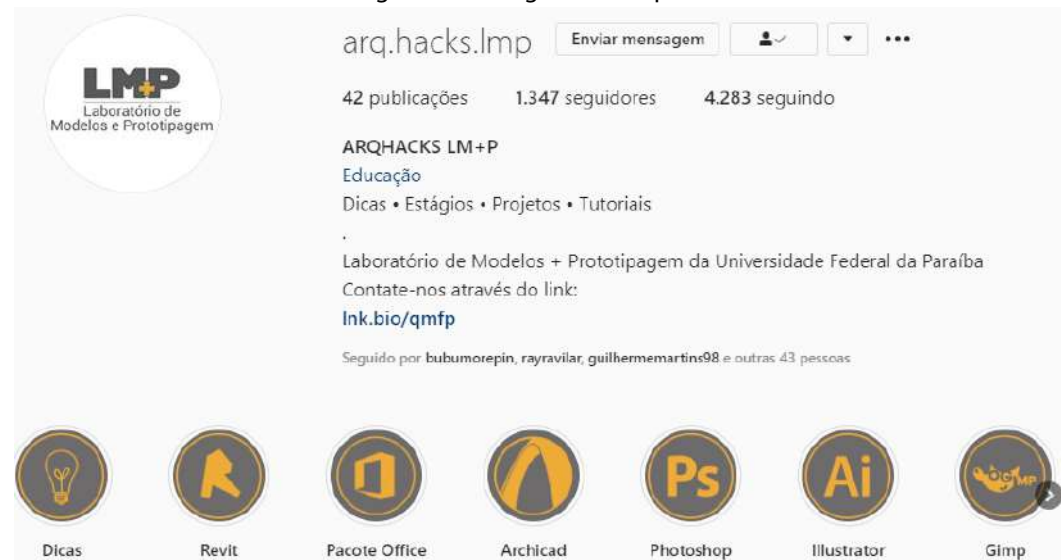 arq.hacks.lmp Enviar mensagem
LM+P
Laboratório de
Modelos e Prototipagem
42 publicações 1.347 seguidores 4.283 seguindo
ARQHACKS LM+P
Educação
Dicas • Estágios • Projetos • Tutoriais
.
Laboratório de Modelos + Prototipagem da Universidade Federal da Paraíba
Contate-nos através do link:
lnk.bio/qmfp
Seguido por bubumorepin, rayravilar, guilhermemartins98 e outras 43 pessoas
Ps Ai GIMP
Dicas Revit Pacote Office Archicad Photoshop Illustrator Gimp